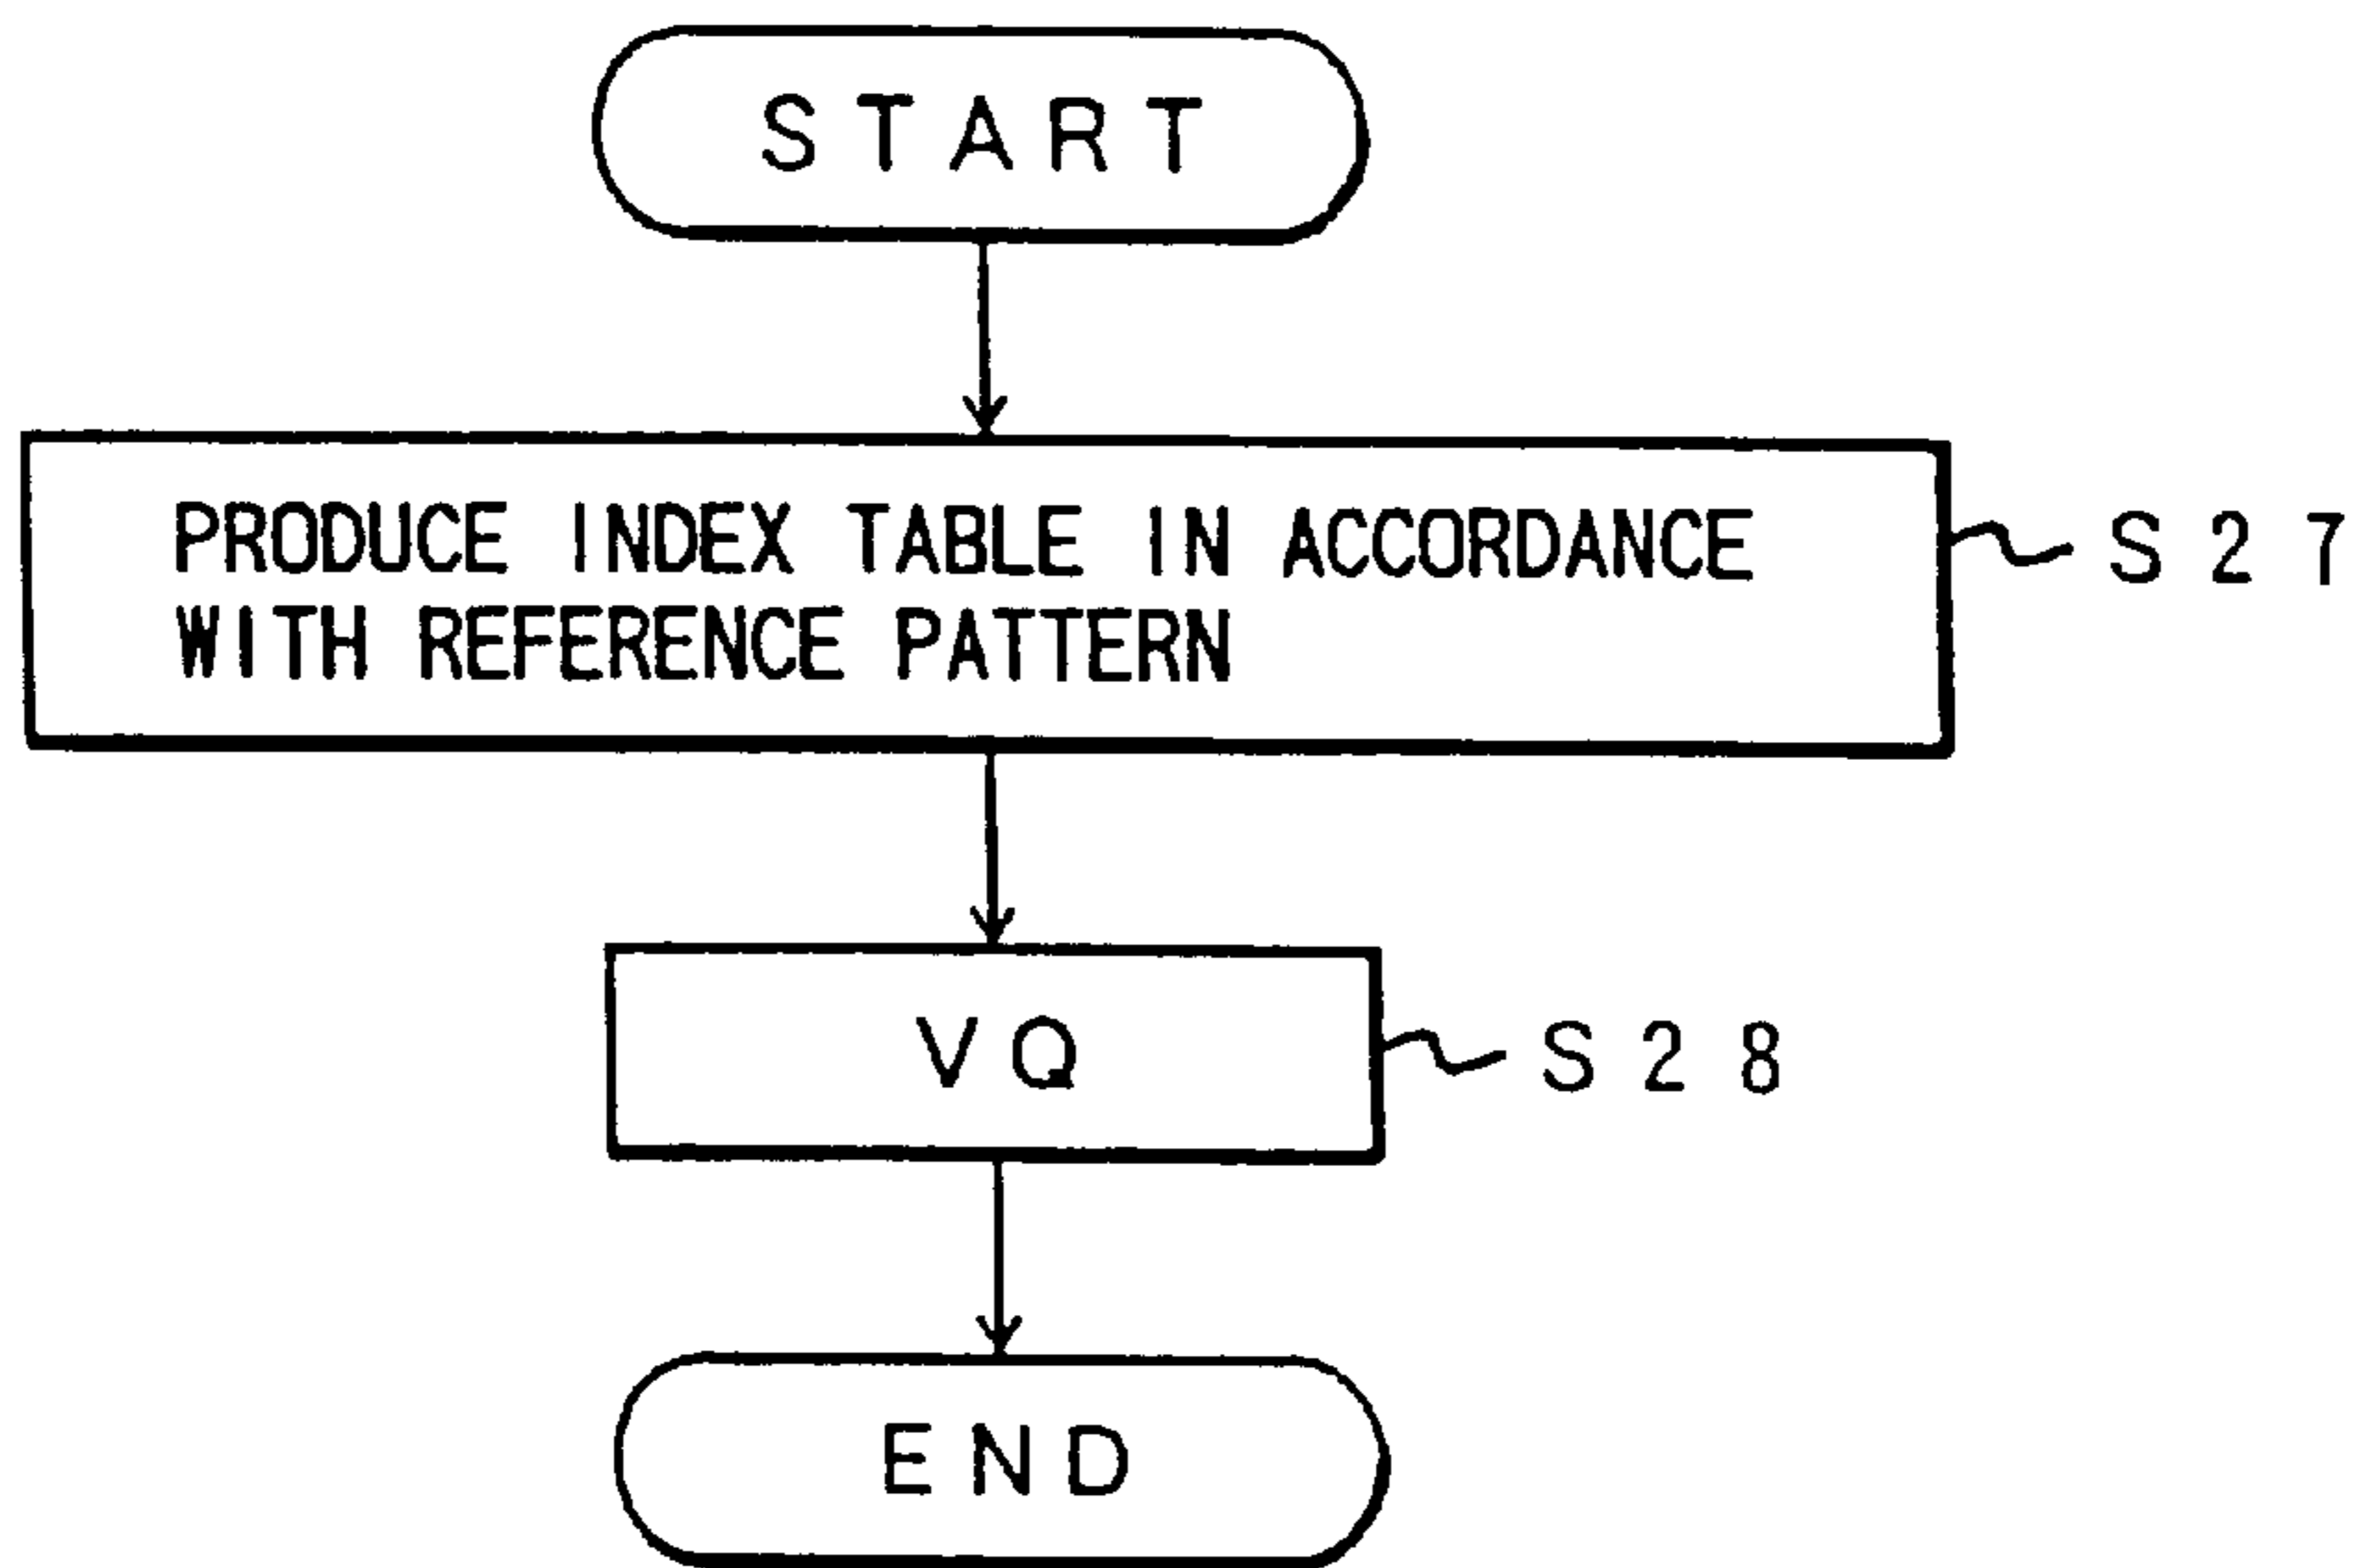 START
PRODUCE INDEX TABLE IN ACCORDANCE
WITH REFERENCE PATTERN
S27
VQ
S28
END